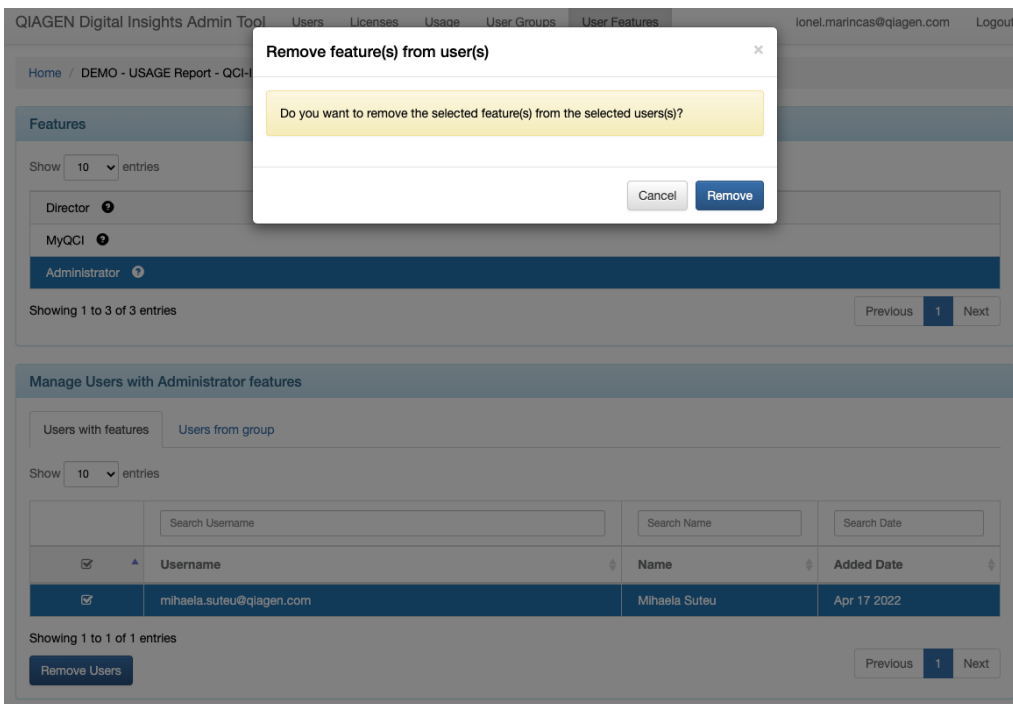 QIAGEN Digital Insights Admin Tool Users Licenses Usage User Groups User Features ionel.marincas@qiagen.com Logout
Remove feature(s) from user(s) ×
Home / DEMO - USAGE Report - QCI-I
Do you want to remove the selected feature(s) from the selected users(s)?
Features
Show 10 entries
Cancel Remove
Director
MyQCI
Administrator
Showing 1 to 3 of 3 entries
Previous 1 Next
Manage Users with Administrator features
Users with features Users from group
Show 10 entries
Search Username Search Name Search Date
Username Name Added Date
mihaela.suteu@qiagen.com Mihaela Suteu Apr 17 2022
Showing 1 to 1 of 1 entries
Remove Users Previous 1 Next